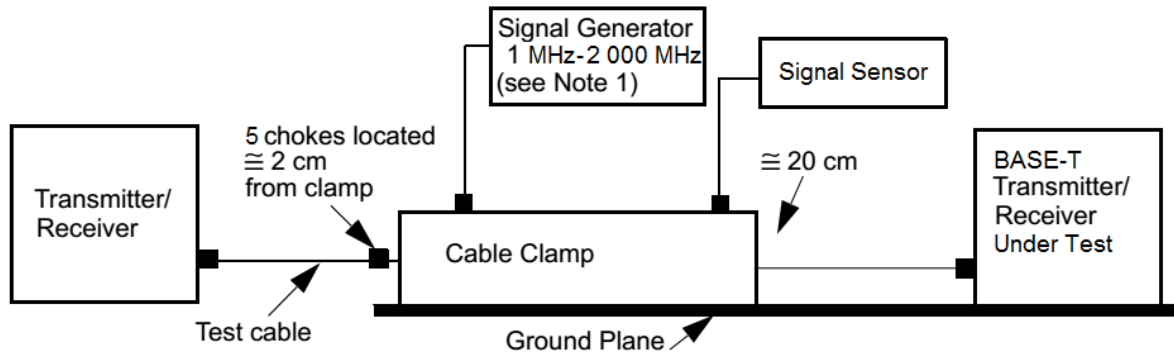 Signal Generator
1 MHz-2 000 MHz
(see Note 1)
Signal Sensor
5 chokes located
≅ 2 cm
from clamp
≅ 20 cm
Transmitter/
Receiver
BASE-T
Transmitter/
Receiver
Under Test
Cable Clamp
Test cable
Ground Plane